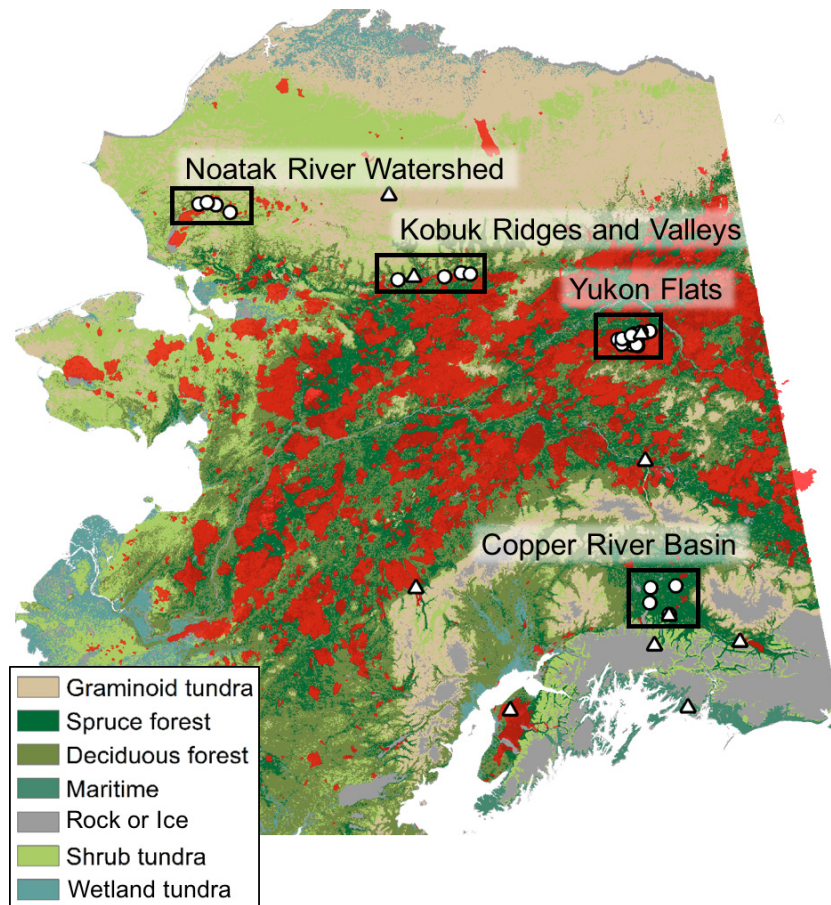 Noatak River Watershed
Kobuk Ridges and Valleys
Yukon Flats
Copper River Basin
Graminoid tundra
Spruce forest
Deciduous forest
Maritime
Rock or Ice
Shrub tundra
Wetland tundra